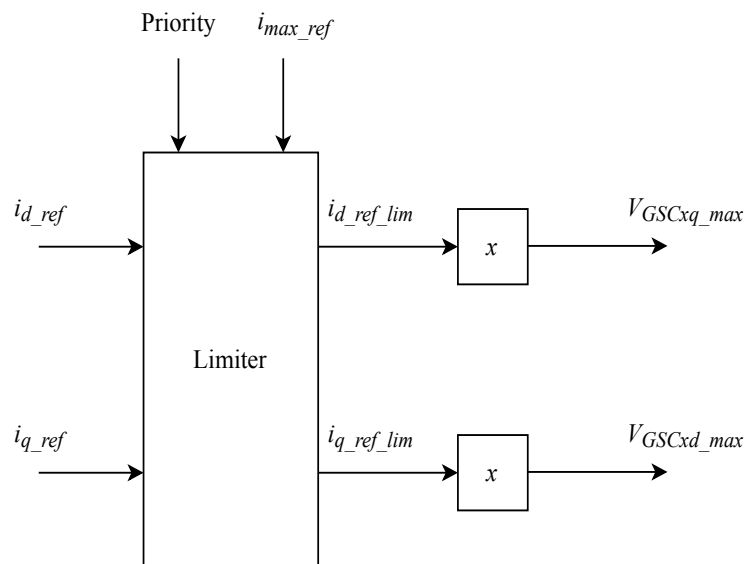 Priority
i_max_ref
i_d_ref
i_d_ref_lim
x
V_GSCxq_max
Limiter
i_q_ref
i_q_ref_lim
x
V_GSCxd_max